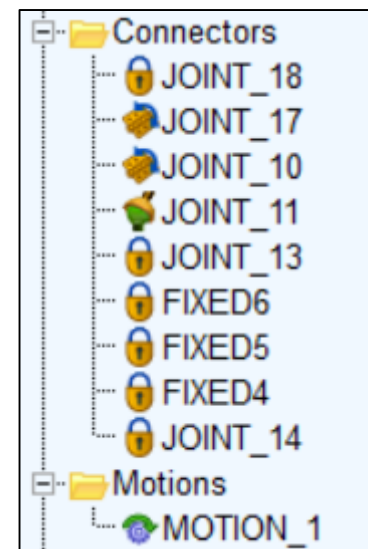 Connectors
JOINT_18
JOINT_17
JOINT_10
JOINT_11
JOINT_13
FIXED6
FIXED5
FIXED4
JOINT_14
Motions
MOTION_1